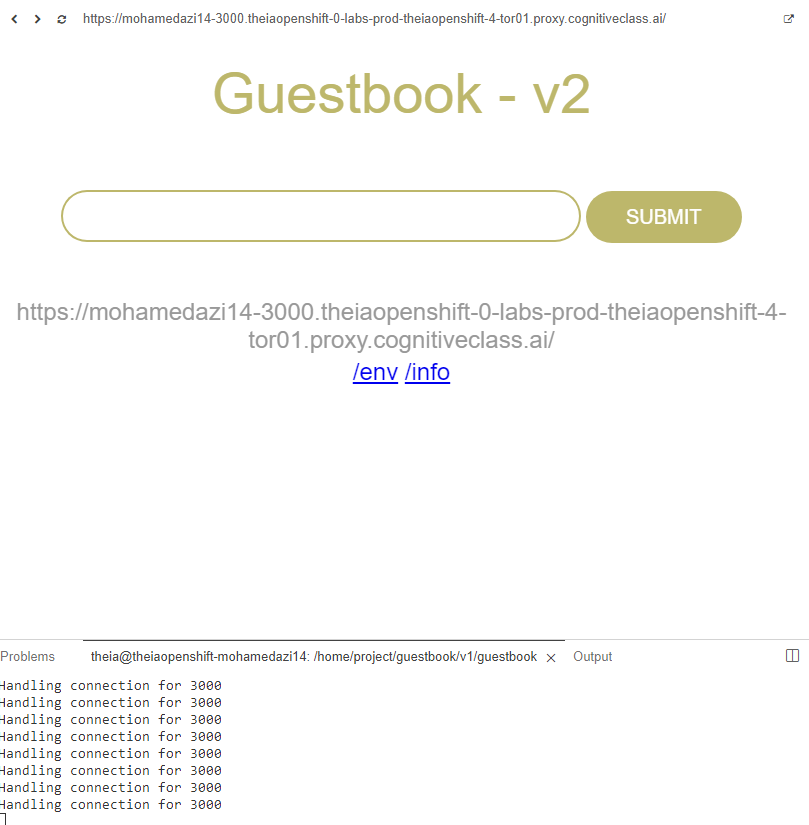 https://mohamedazi14-3000.theiaopenshift-0-labs-prod-theiaopenshift-4-tor01.proxy.cognitiveclass.ai/
Guestbook - v2
SUBMIT
https://mohamedazi14-3000.theiaopenshift-0-labs-prod-theiaopenshift-4-
tor01.proxy.cognitiveclass.ai/
/env /info
Problems theia@theiaopenshift-mohamedazi14: /home/project/guestbook/v1/guestbook Output
Handling connection for 3000
Handling connection for 3000
Handling connection for 3000
Handling connection for 3000
Handling connection for 3000
Handling connection for 3000
Handling connection for 3000
Handling connection for 3000